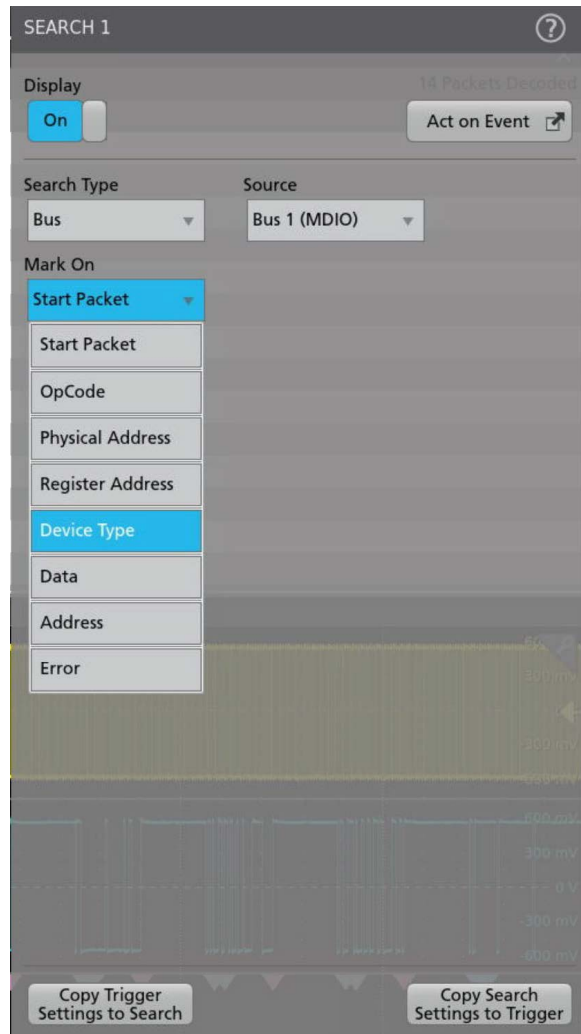 SEARCH 1
?
Display
14 Packets Decoded
On
Act on Event
Search Type
Source
Bus
Bus 1 (MDIO)
Mark On
Start Packet
Start Packet
OpCode
Physical Address
Register Address
Device Type
Data
Address
Error
300 mV
-300 mV
600 mV
300 mV
0 V
-300 mV
-600 mV
Copy Trigger
Settings to Search
Copy Search
Settings to Trigger